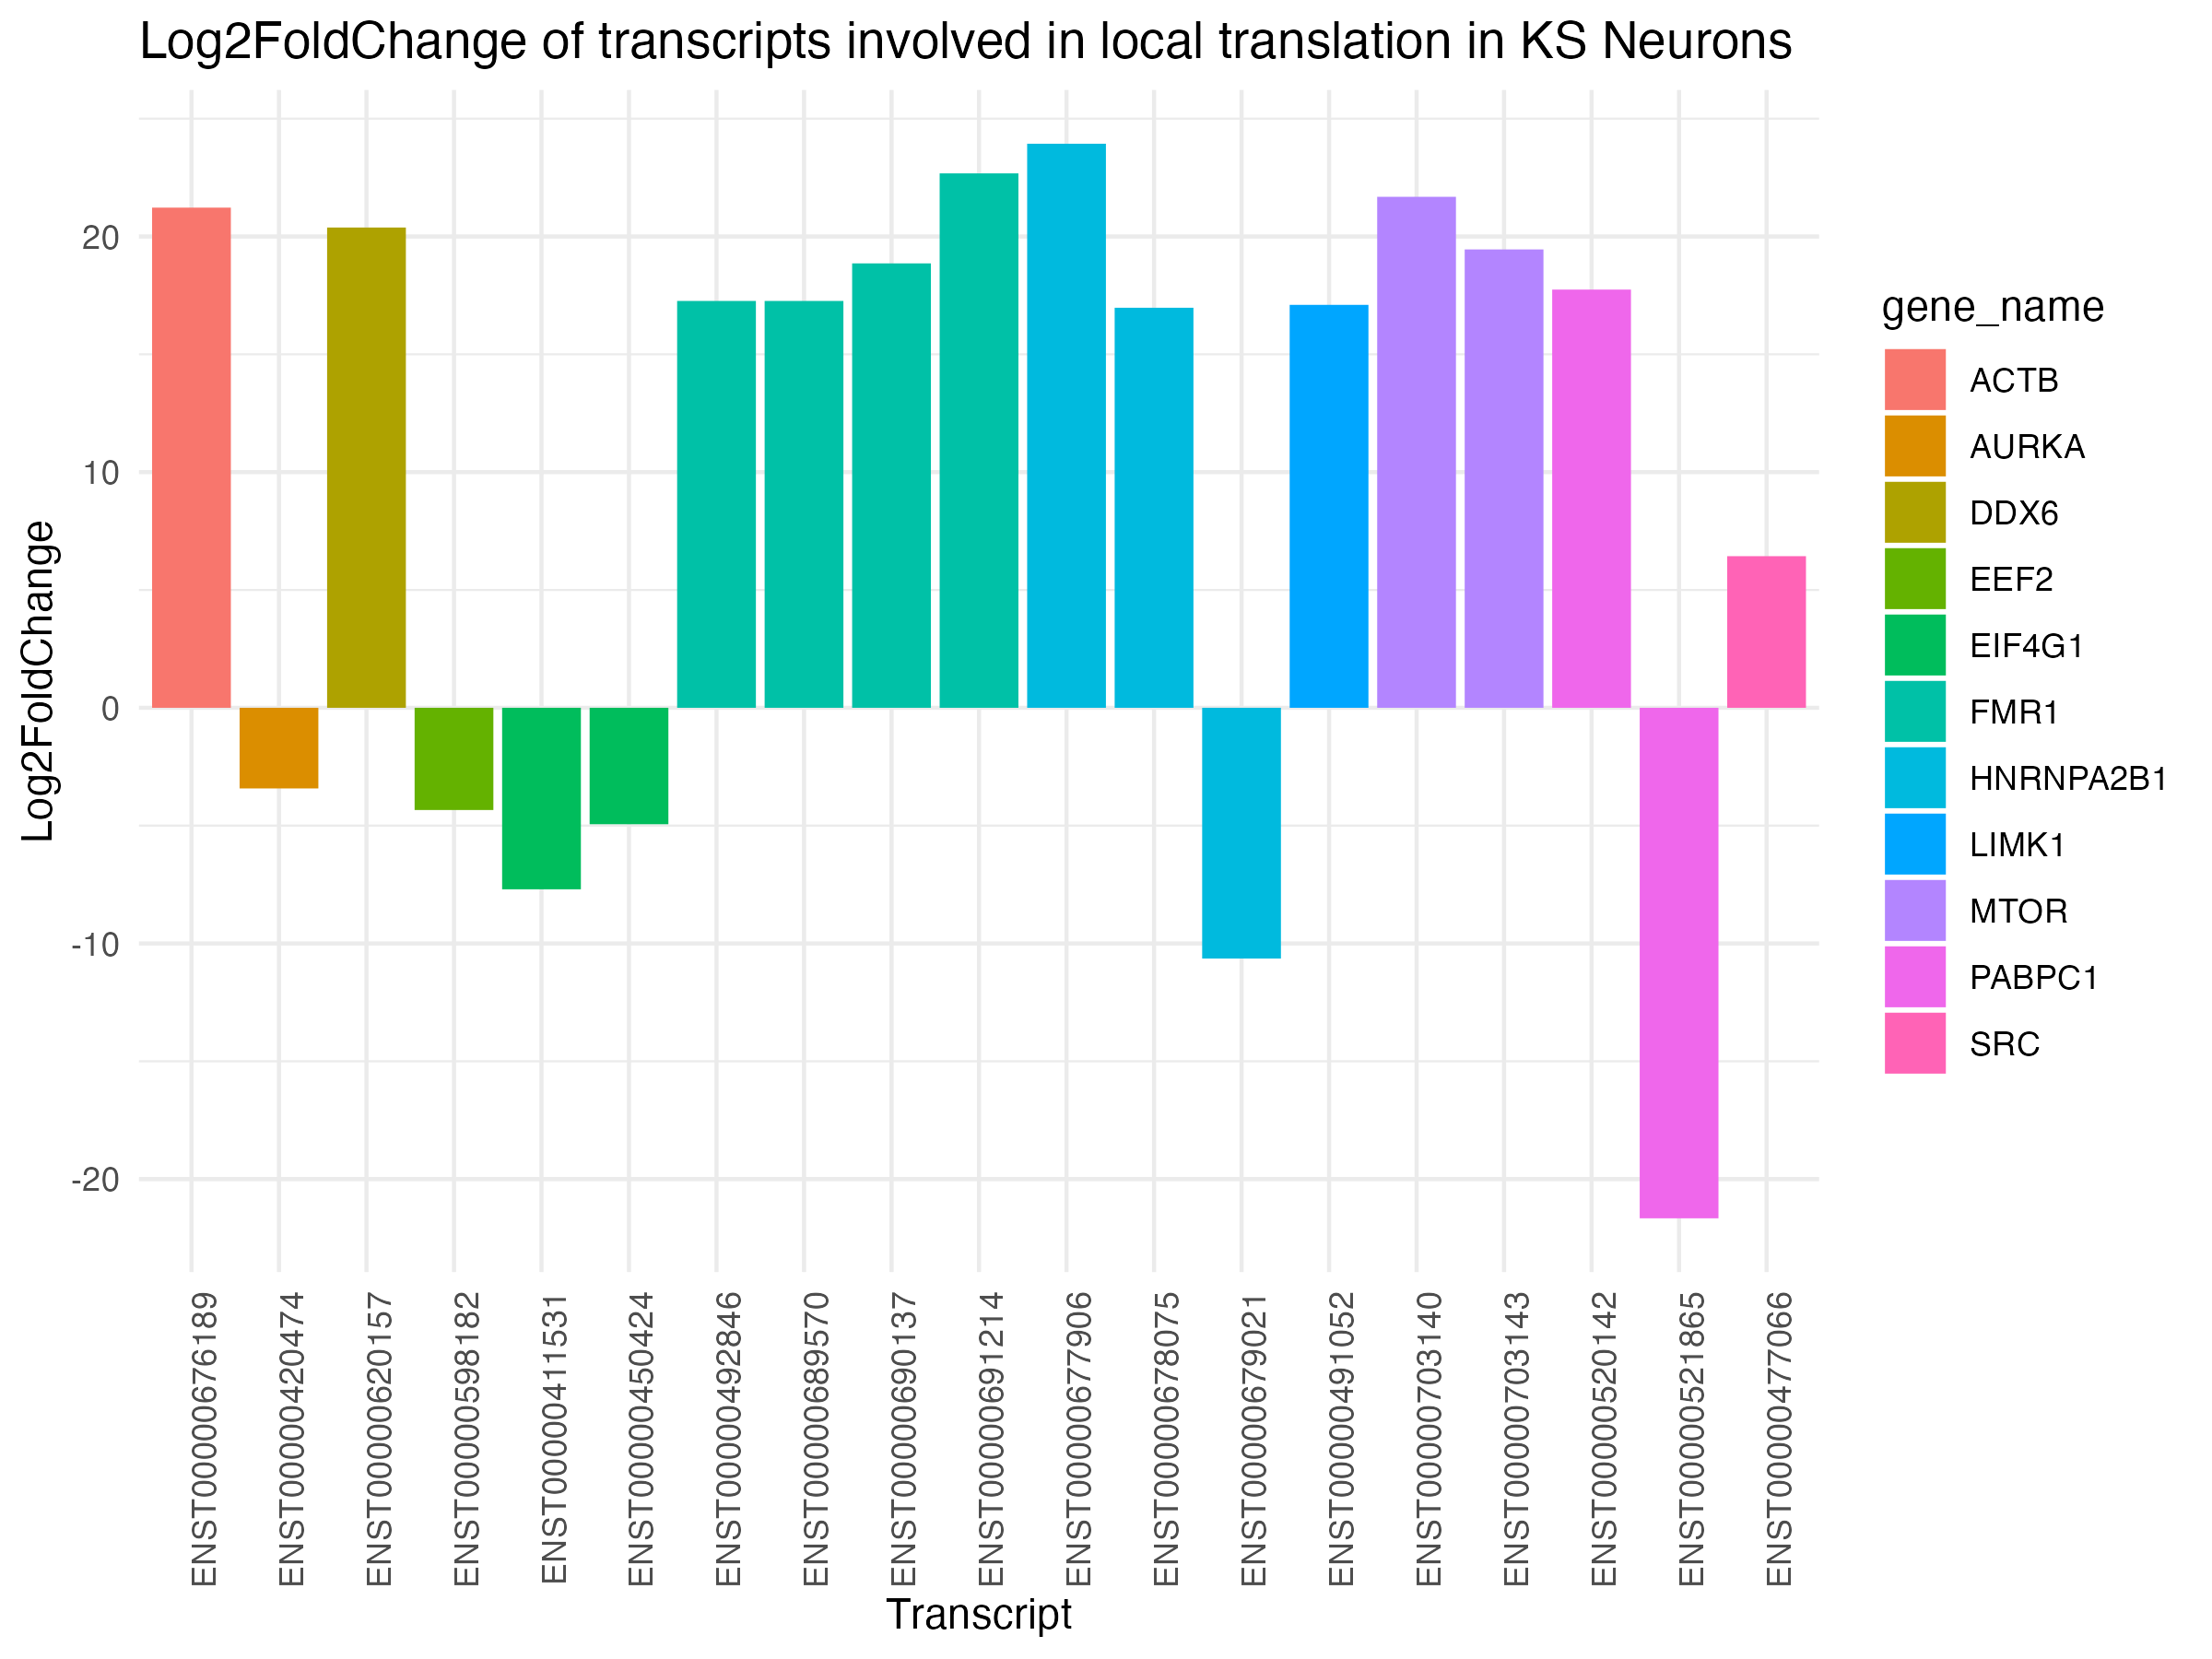 Log2FoldChange of transcripts involved in local translation in KS Neurons
Log2FoldChange
20
10
0
-10
-20
ENST00000676189
ENST00000420474
ENST00000620157
ENST00000598182
ENST00000411531
ENST00000450424
ENST00000492846
ENST00000689570
ENST00000690137
ENST00000691214
ENST00000677906
ENST00000678075
ENST00000679021
ENST00000491052
ENST00000703140
ENST00000703143
ENST00000520142
ENST00000521865
ENST00000477066
Transcript
gene_name
ACTB
AURKA
DDX6
EEF2
EIF4G1
FMR1
HNRNPA2B1
LIMK1
MTOR
PABPC1
SRC